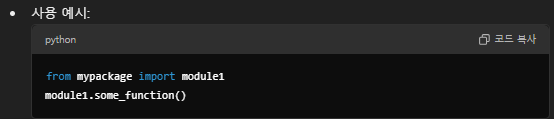 사용 예시:
python 코드 복사
from mypackage import module1
module1.some_function()